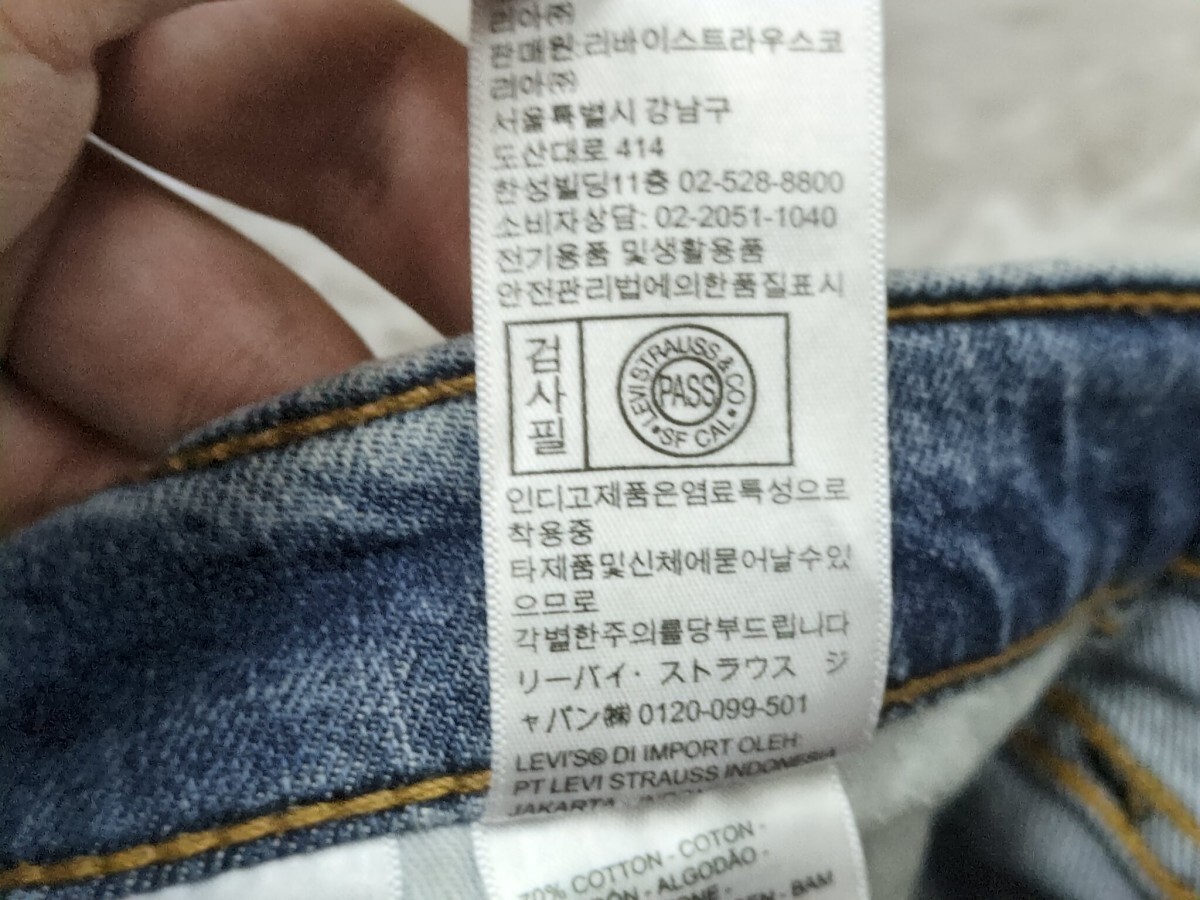 리아㈜
판매원:리바이스트라우스코
리아㈜
서울특별시 강남구
도산대로 414
한성빌딩11층 02-528-8800
소비자상담: 02-2051-1040
전기용품 및생활용품
안전관리법에의한품질표시
검사필
LEVI STRAUSS & CO
PASS
SF CAL
인디고제품은염료특성으로
착용중
타제품및신체에묻어날수있
으므로
각별한주의를당부드립니다
リーバイ・ストラウス ジ
ャパン㈱ 0120-099-501
LEVI'S® DI IMPORT OLEH:
PT LEVI STRAUSS INDONESIA
JAKARTA
70% COTTON - COTON -
- ALGODÃO -
- BAM